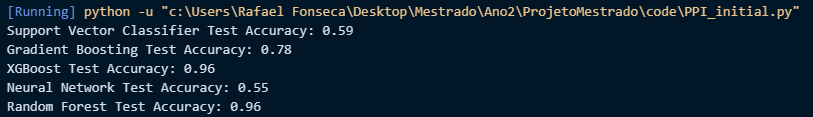 [Running] python -u "c:\Users\Rafael Fonseca\Desktop\Mestrado\Ano2\ProjetoMestrado\code\PPI_initial.py"
Support Vector Classifier Test Accuracy: 0.59
Gradient Boosting Test Accuracy: 0.78
XGBoost Test Accuracy: 0.96
Neural Network Test Accuracy: 0.55
Random Forest Test Accuracy: 0.96